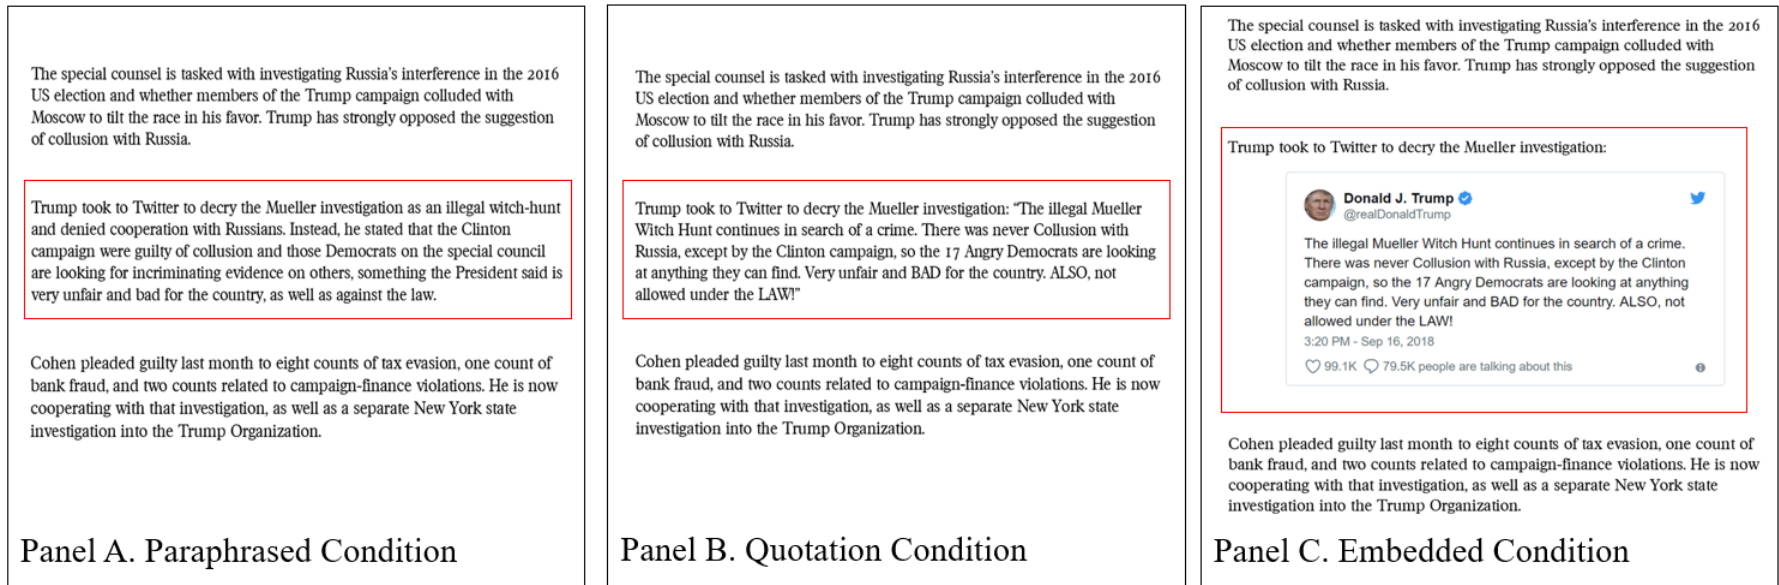 The special counsel is tasked with investigating Russia's interference in the 2016
US election and whether members of the Trump campaign colluded with
Moscow to tilt the race in his favor. Trump has strongly opposed the suggestion
of collusion with Russia.
Trump took to Twitter to decry the Mueller investigation as an illegal witch-hunt
and denied cooperation with Russians. Instead, he stated that the Clinton
campaign were guilty of collusion and those Democrats on the special council
are looking for incriminating evidence on others, something the President said is
very unfair and bad for the country, as well as against the law.
Cohen pleaded guilty last month to eight counts of tax evasion, one count of
bank fraud, and two counts related to campaign-finance violations. He is now
cooperating with that investigation, as well as a separate New York state
investigation into the Trump Organization.
Panel A. Paraphrased Condition
The special counsel is tasked with investigating Russia's interference in the 2016
US election and whether members of the Trump campaign colluded with
Moscow to tilt the race in his favor. Trump has strongly opposed the suggestion
of collusion with Russia.
Trump took to Twitter to decry the Mueller investigation: "The illegal Mueller
Witch Hunt continues in search of a crime. There was never Collusion with
Russia, except by the Clinton campaign, so the 17 Angry Democrats are looking
at anything they can find. Very unfair and BAD for the country. ALSO, not
allowed under the LAW!"
Cohen pleaded guilty last month to eight counts of tax evasion, one count of
bank fraud, and two counts related to campaign-finance violations. He is now
cooperating with that investigation, as well as a separate New York state
investigation into the Trump Organization.
Panel B. Quotation Condition
The special counsel is tasked with investigating Russia's interference in the 2016
US election and whether members of the Trump campaign colluded with
Moscow to tilt the race in his favor. Trump has strongly opposed the suggestion
of collusion with Russia.
Trump took to Twitter to decry the Mueller investigation:
Donald J. Trump
@realDonaldTrump
The illegal Mueller Witch Hunt continues in search of a crime.
There was never Collusion with Russia, except by the Clinton
campaign, so the 17 Angry Democrats are looking at anything
they can find. Very unfair and BAD for the country. ALSO, not
allowed under the LAW!
3:20 PM - Sep 16, 2018
99.1K 79.5K people are talking about this
Cohen pleaded guilty last month to eight counts of tax evasion, one count of
bank fraud, and two counts related to campaign-finance violations. He is now
cooperating with that investigation, as well as a separate New York state
investigation into the Trump Organization.
Panel C. Embedded Condition